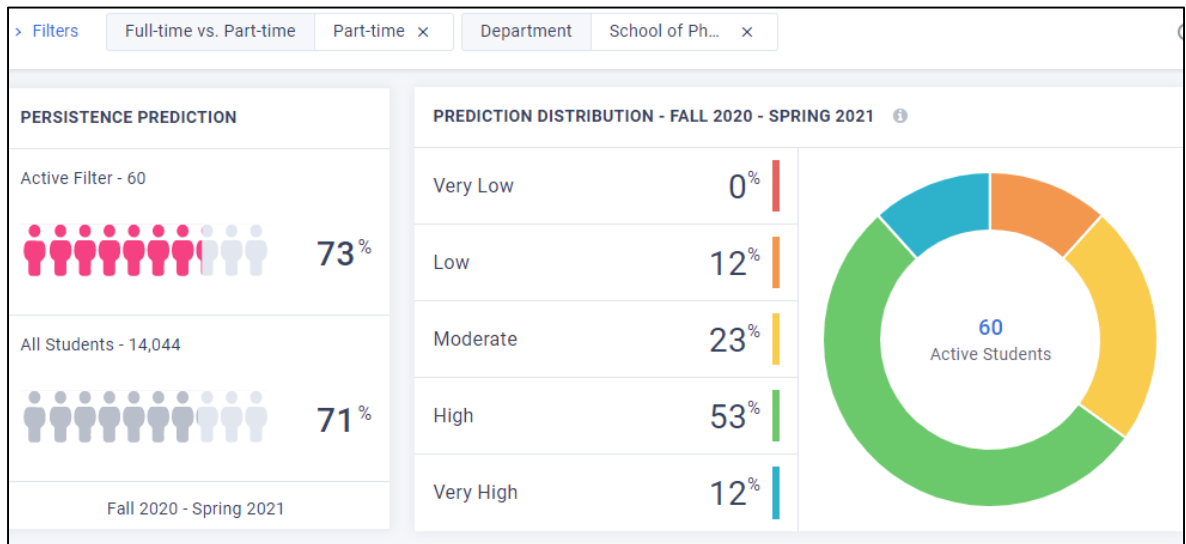 > Filters Full-time vs. Part-time Part-time × Department School of Ph... ×
PERSISTENCE PREDICTION
Active Filter - 60
73%
All Students - 14,044
71%
Fall 2020 - Spring 2021
PREDICTION DISTRIBUTION - FALL 2020 - SPRING 2021
Very Low 0%
Low 12%
Moderate 23%
High 53%
Very High 12%
60
Active Students